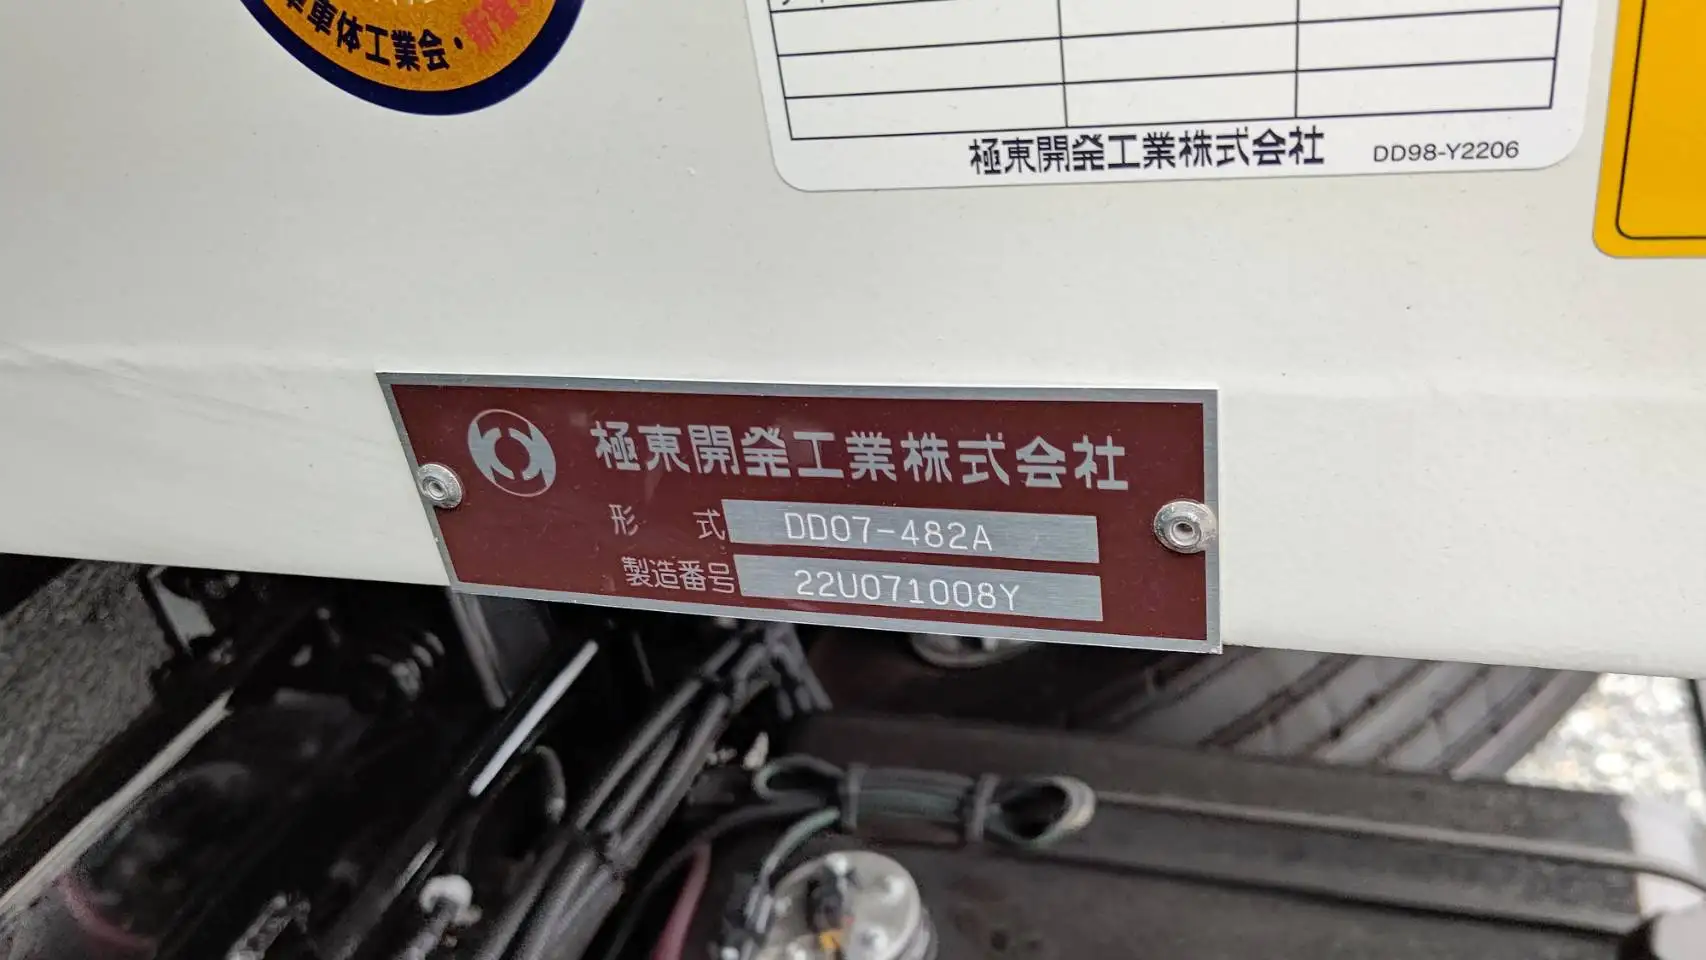 車体工業会・
極東開発工業株式会社 DD98-Y2206
極東開発工業株式会社
形 式 DD07-482A
製造番号 22U071008Y